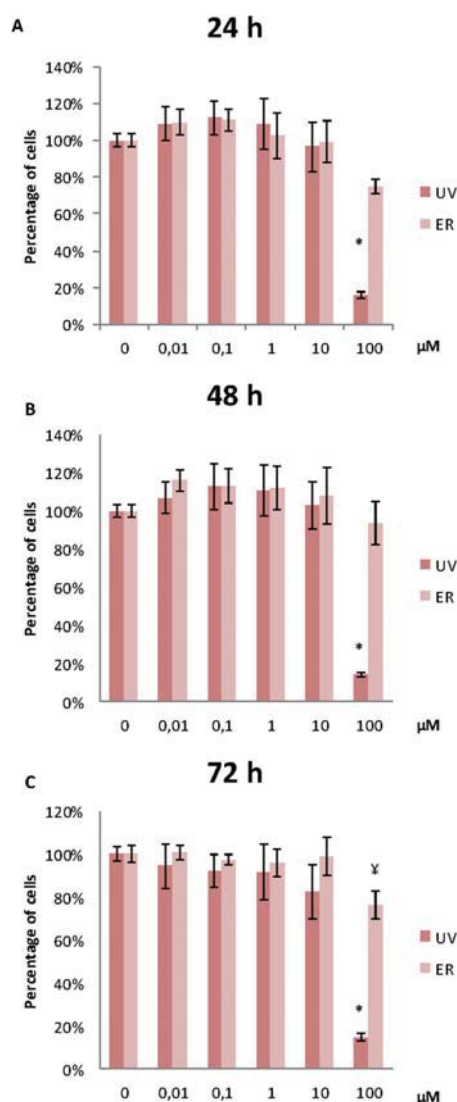 A
24 h
140%
120%
100%
80%
60%
40%
20%
0%
Percentage of cells
*
UV
ER
0 0,01 0,1 1 10 100 µM
B
48 h
140%
120%
100%
80%
60%
40%
20%
0%
Percentage of cells
*
UV
ER
0 0,01 0,1 1 10 100 µM
C
72 h
120%
100%
80%
60%
40%
20%
0%
Percentage of cells
¥
*
UV
ER
0 0,01 0,1 1 10 100 µM